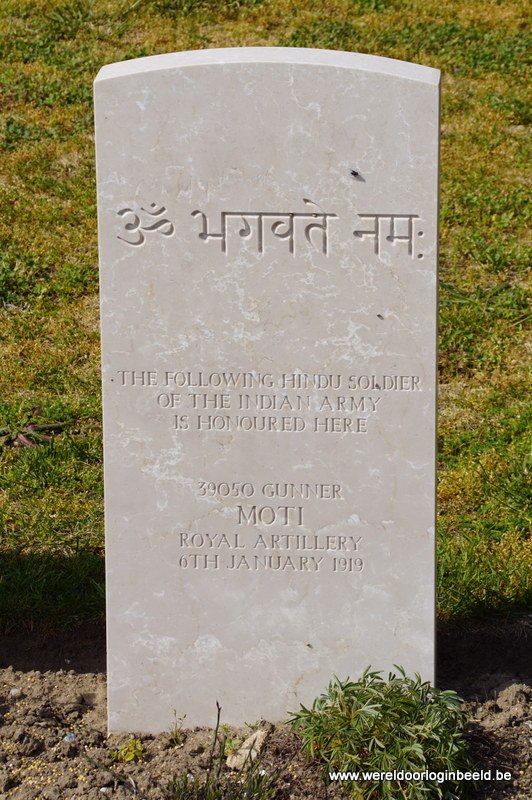 ॐ भगवते नमः
THE FOLLOWING HINDU SOLDIER
OF THE INDIAN ARMY
IS HONOURED HERE
39050 GUNNER
MOTI
ROYAL ARTILLERY
6TH JANUARY 1919
www.wereldoorloginbeeld.be